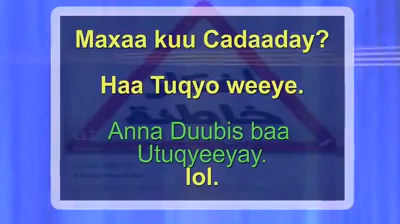 Maxaa kuu Cadaaday?
Haa Tuqyo weeye.
Anna Duubis baa
Utuqyeeyay.
lol.